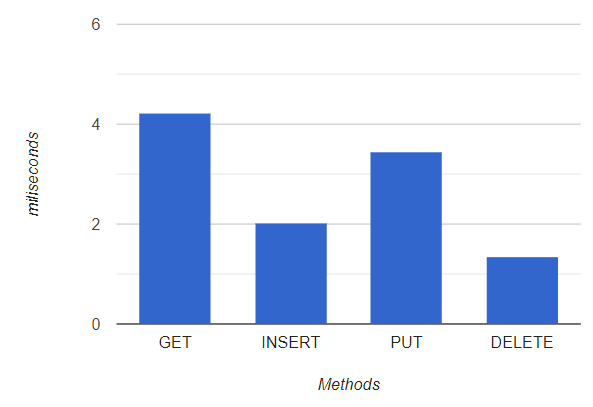 6
4
2
0
miliseconds
GET INSERT PUT DELETE
Methods